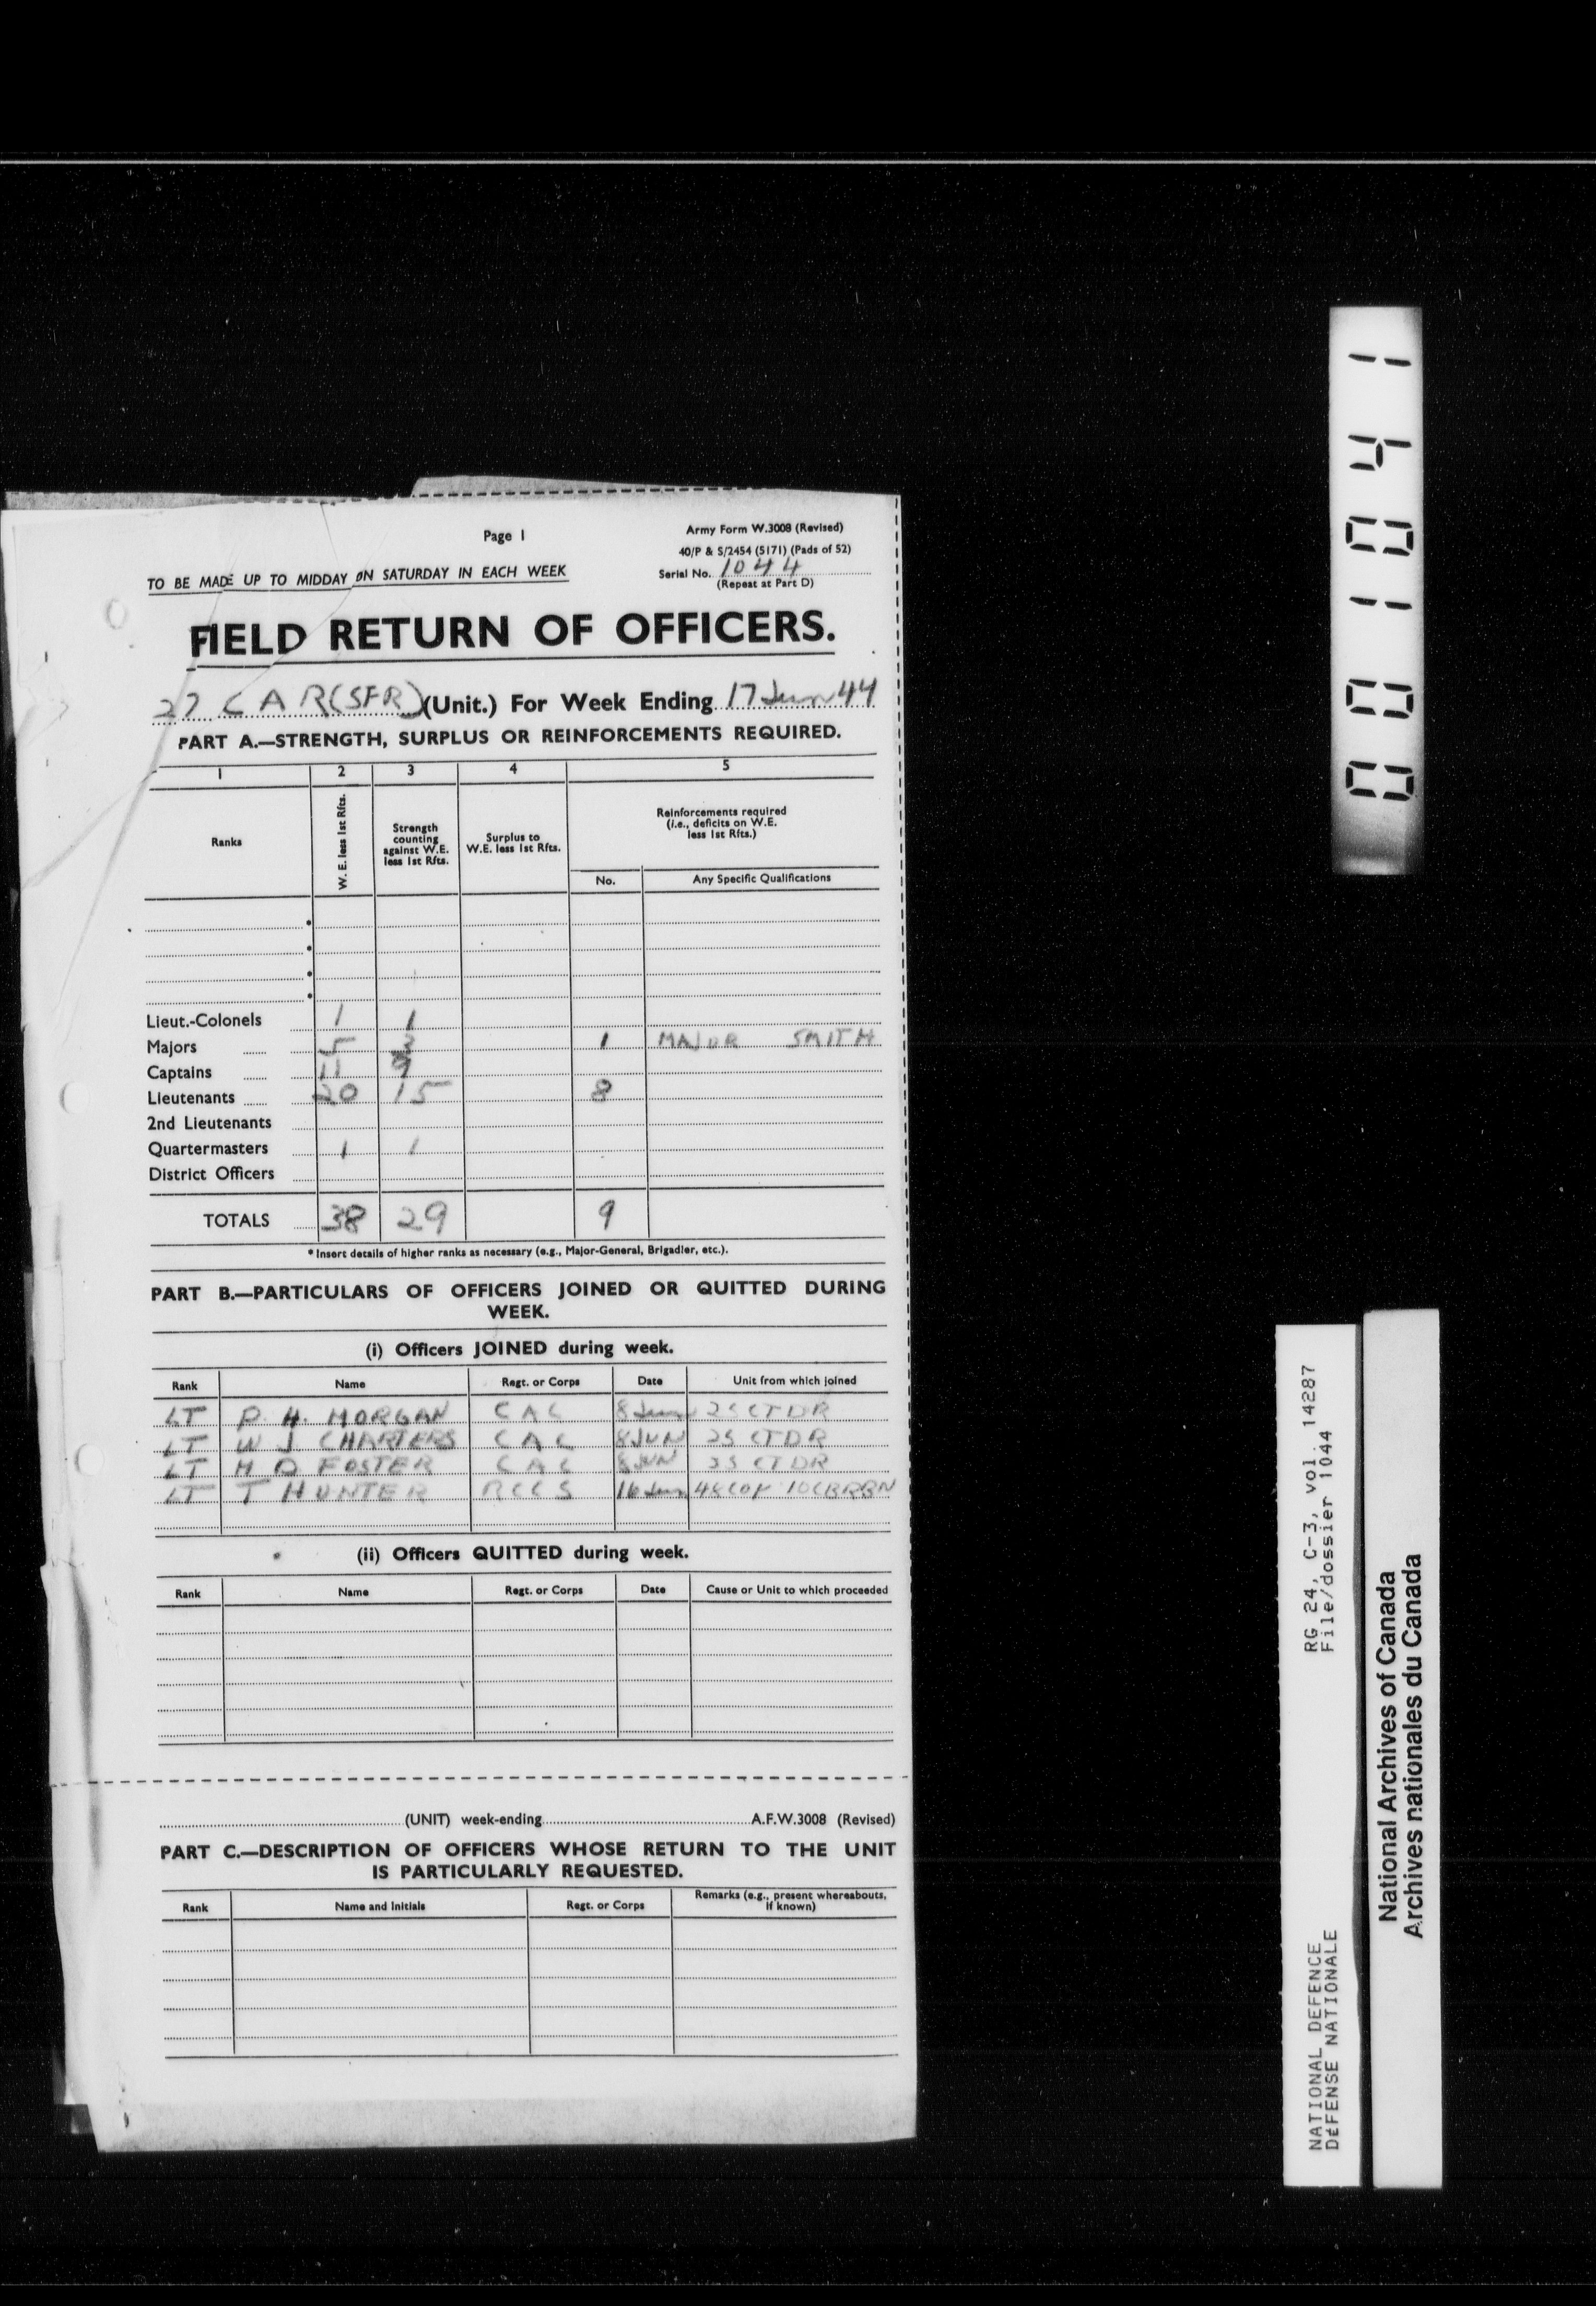 Page 1
Army Form W.3008 (Revised)
40/P & S/2454 (5171) (Pads of 52)
TO BE MADE UP TO MIDDAY ON SATURDAY IN EACH WEEK
Serial No. 1044
(Repeat at Part D)
FIELD RETURN OF OFFICERS.
27 C A R (SFR) (Unit.) For Week Ending 17 Jun 44
PART A.—STRENGTH, SURPLUS OR REINFORCEMENTS REQUIRED.
1 2 3 4 5
Ranks
W. E. less 1st Rfts.
Strength counting against W.E. less 1st Rfts.
Surplus to W.E. less 1st Rfts.
Reinforcements required
(i.e., deficits on W.E.
less 1st Rfts.)
No. Any Specific Qualifications
Lieut.-Colonels 1 1
Majors 5 3 1 MAJOR SMITH
Captains 11 9
Lieutenants 20 15 8
2nd Lieutenants
Quartermasters 1 1
District Officers
TOTALS 38 29 9
* Insert details of higher ranks as necessary (e.g., Major-General, Brigadier, etc.).
PART B.—PARTICULARS OF OFFICERS JOINED OR QUITTED DURING
WEEK.
(i) Officers JOINED during week.
Rank Name Regt. or Corps Date Unit from which joined
LT P. H. MORGAN C A C 8 Jun 25 CTDR
LT W J CHARTERS C A C 8 JUN 25 CTDR
LT H D FOSTER C A C 8 JUN 25 CTDR
LT T HUNTER RCCS 16 Jun
(ii) Officers QUITTED during week.
Rank Name Regt. or Corps Date Cause or Unit to which proceeded
(UNIT) week-ending A.F.W.3008 (Revised)
PART C.—DESCRIPTION OF OFFICERS WHOSE RETURN TO THE UNIT
IS PARTICULARLY REQUESTED.
Rank Name and Initials Regt. or Corps Remarks (e.g., present whereabouts, if known)
001041
NATIONAL DEFENCE RG 24, C-3, vol. 14287
DÉFENSE NATIONALE File/dossier 1044
National Archives of Canada
Archives nationales du Canada